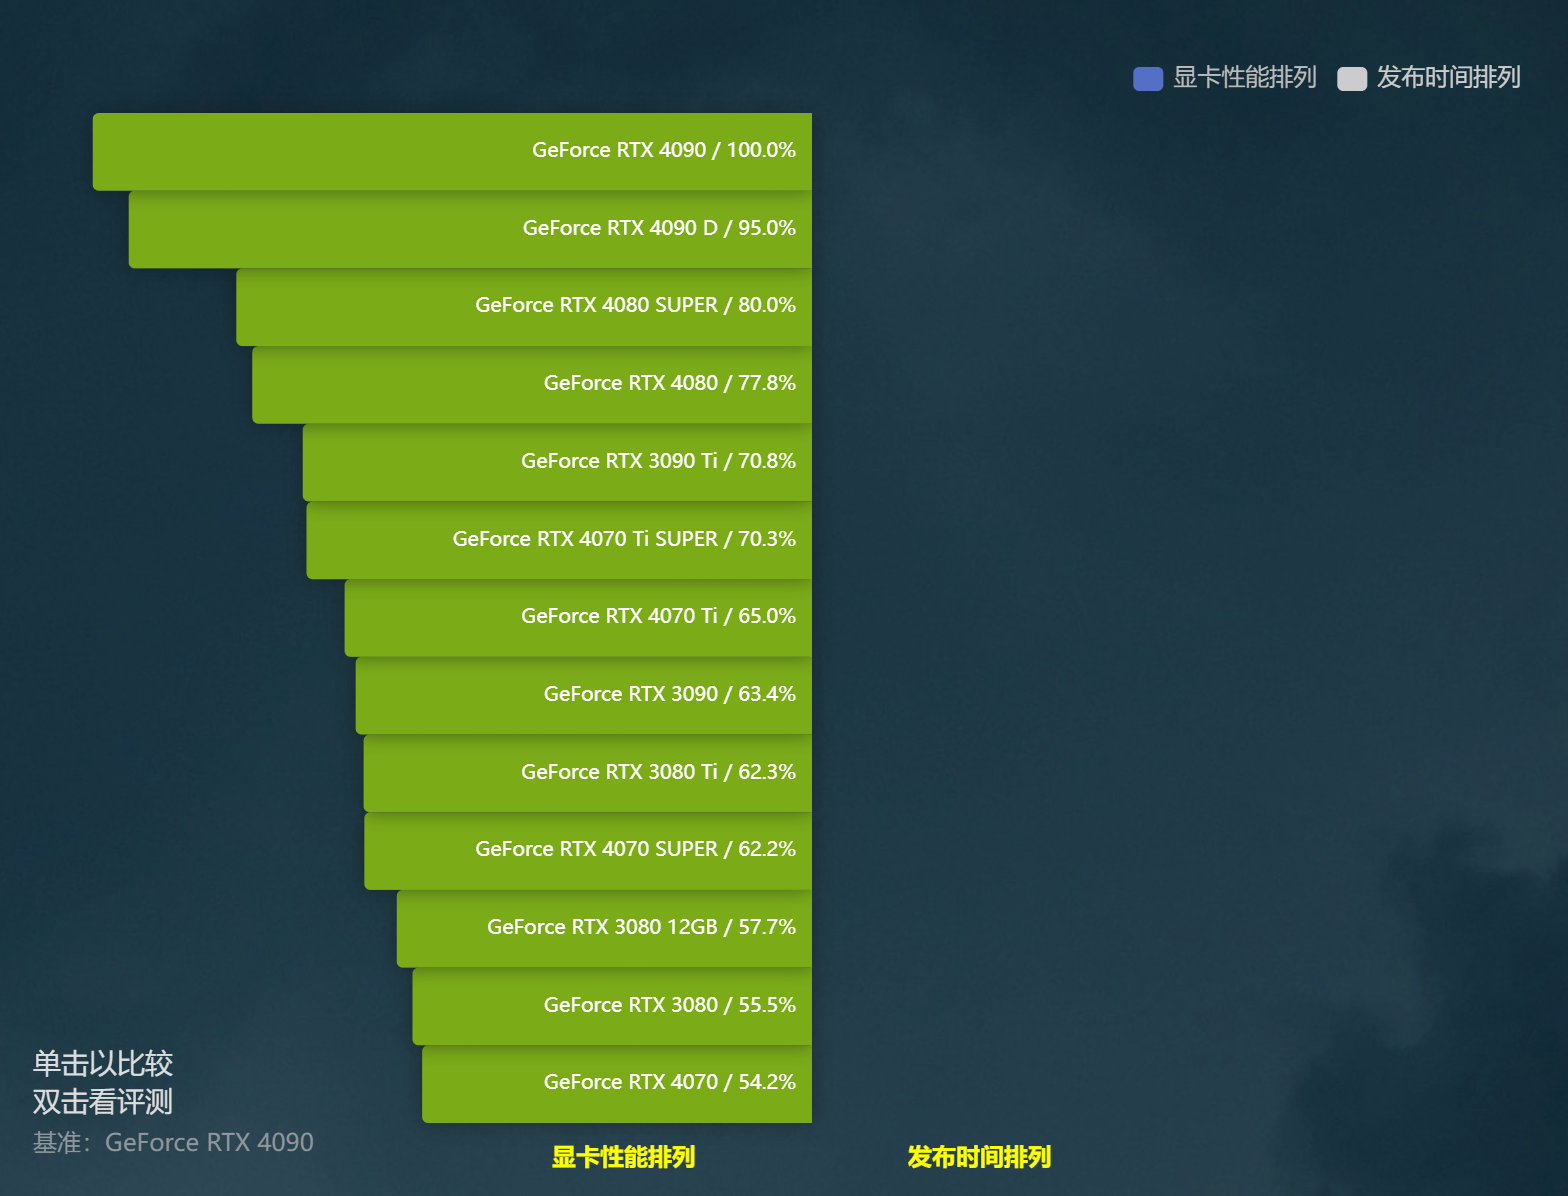 显卡性能排列
发布时间排列
GeForce RTX 4090 / 100.0%
GeForce RTX 4090 D / 95.0%
GeForce RTX 4080 SUPER / 80.0%
GeForce RTX 4080 / 77.8%
GeForce RTX 3090 Ti / 70.8%
GeForce RTX 4070 Ti SUPER / 70.3%
GeForce RTX 4070 Ti / 65.0%
GeForce RTX 3090 / 63.4%
GeForce RTX 3080 Ti / 62.3%
GeForce RTX 4070 SUPER / 62.2%
GeForce RTX 3080 12GB / 57.7%
GeForce RTX 3080 / 55.5%
GeForce RTX 4070 / 54.2%
单击以比较
双击看评测
基准：GeForce RTX 4090
显卡性能排列
发布时间排列